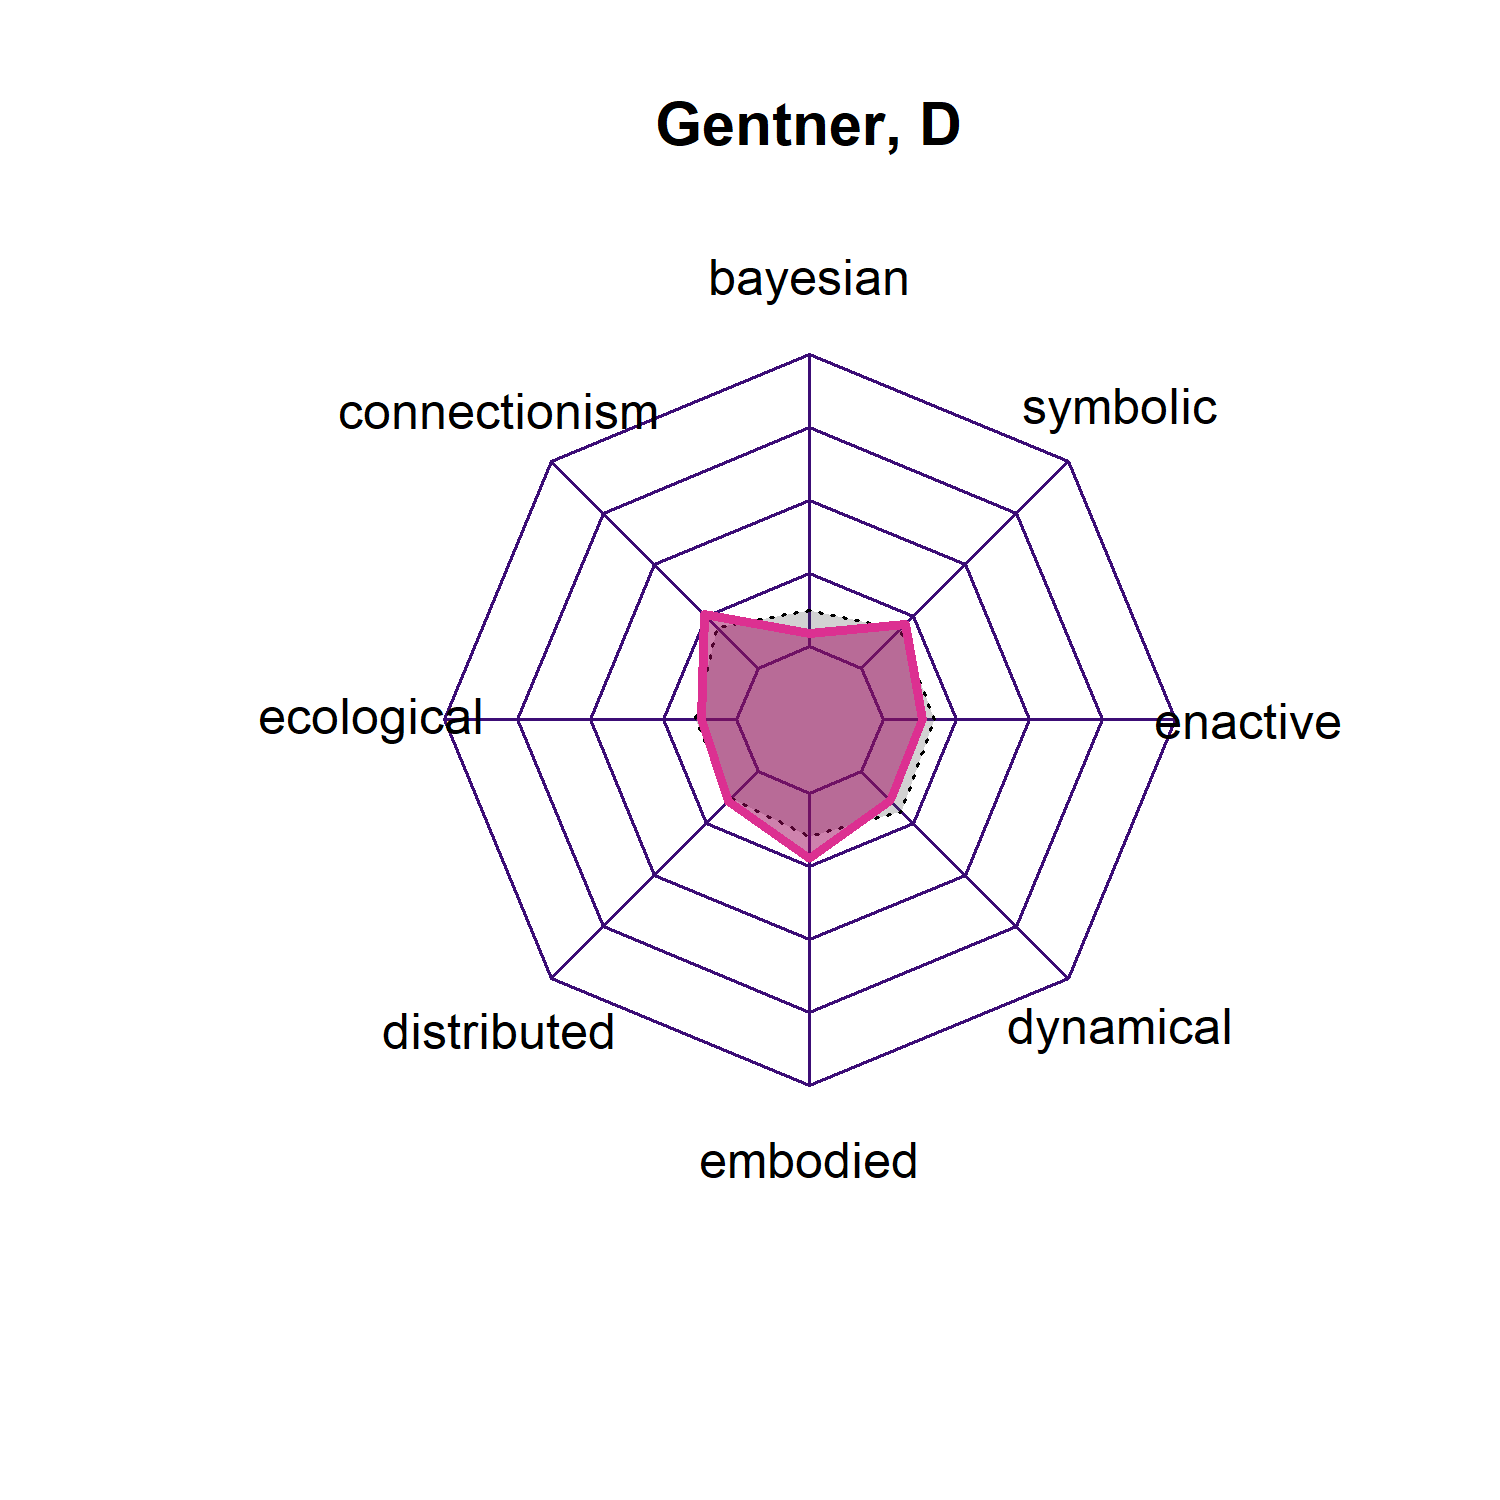 Gentner, D
bayesian
connectionism
symbolic
ecological
enactive
distributed
dynamical
embodied